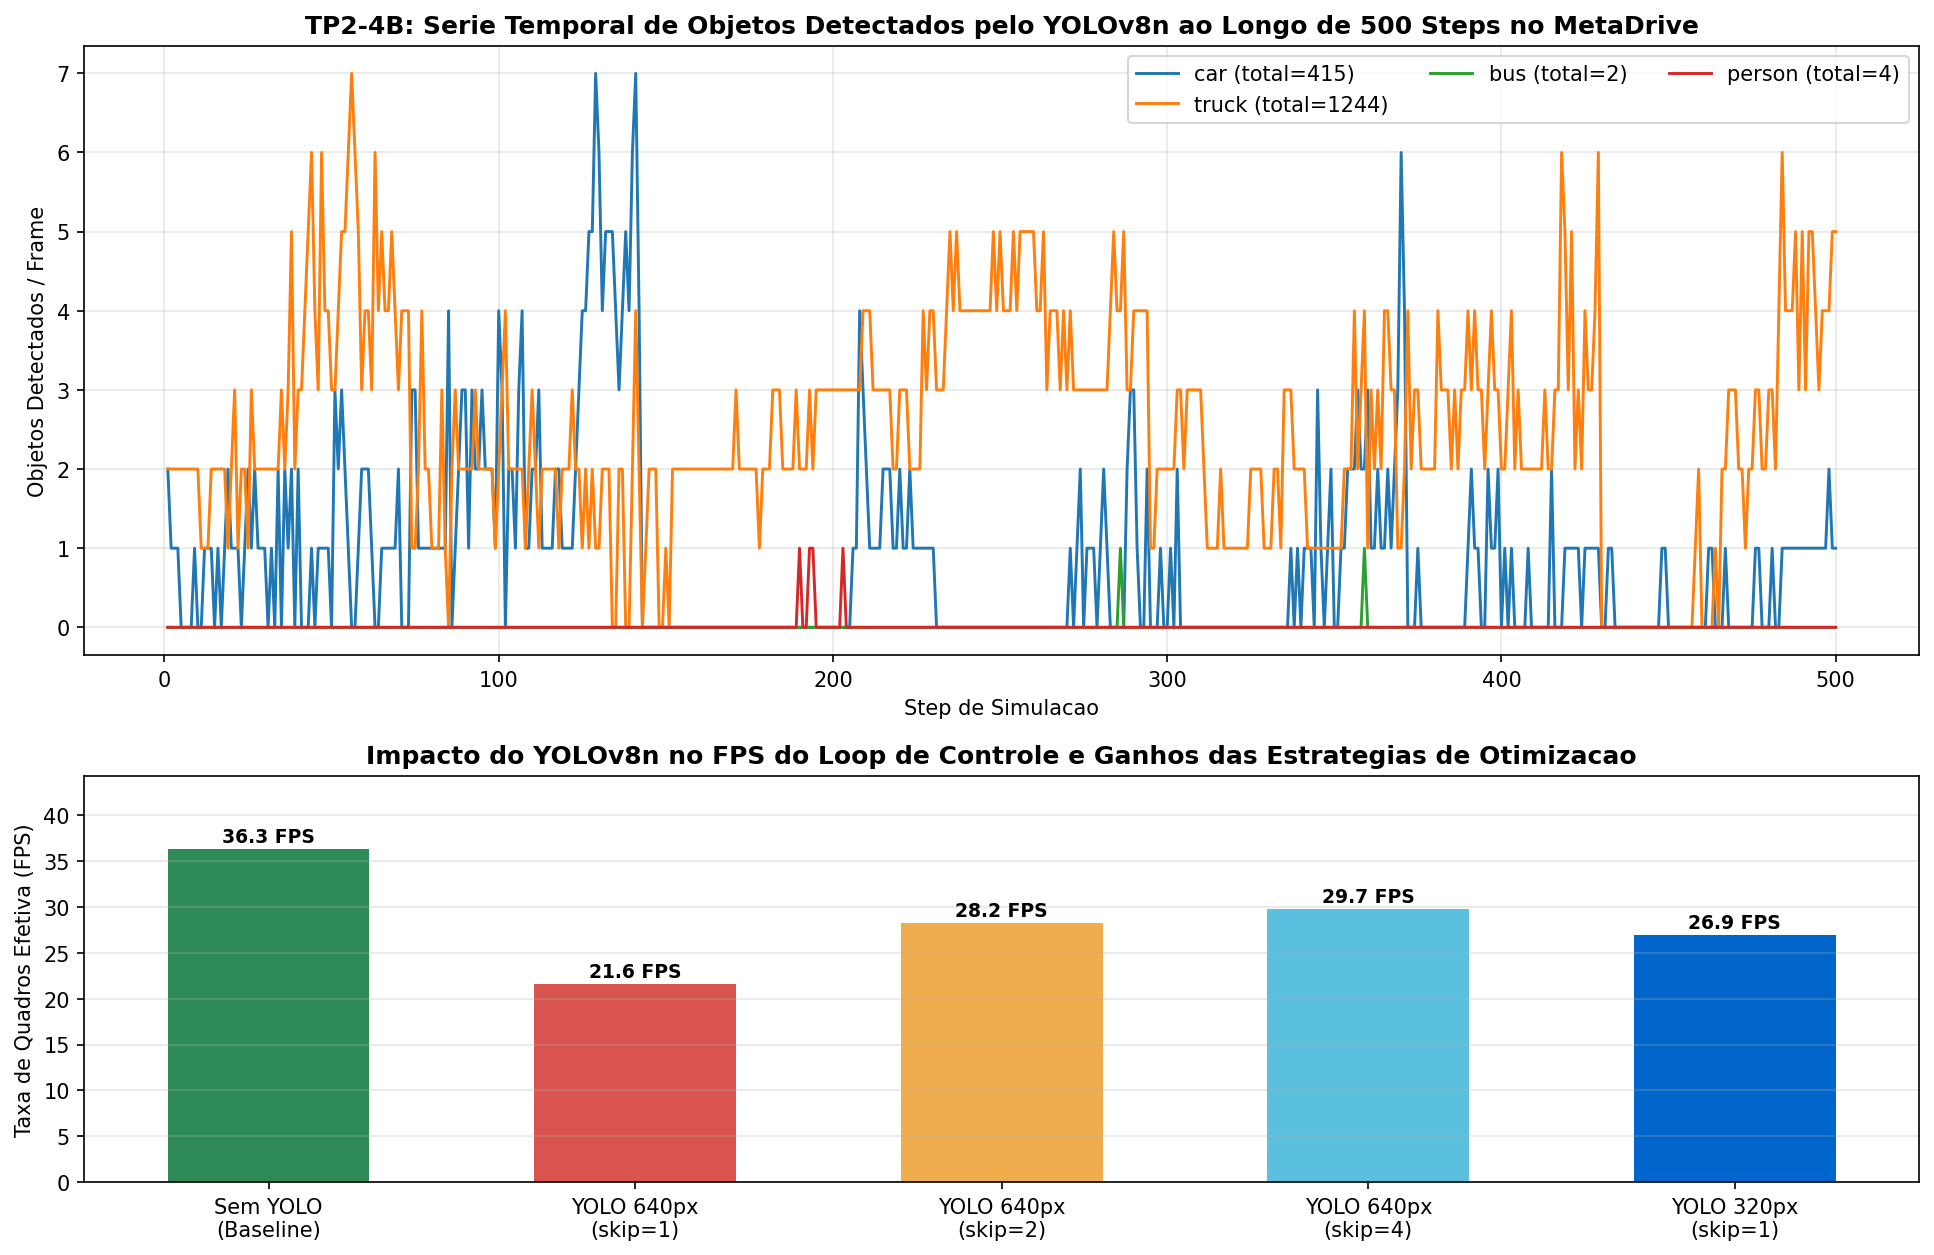 TP2-4B: Serie Temporal de Objetos Detectados pelo YOLOv8n ao Longo de 500 Steps no MetaDrive
car (total=415)
truck (total=1244)
bus (total=2)
person (total=4)
Objetos Detectados / Frame
7
6
5
4
3
2
1
0
0 100 200 300 400 500
Step de Simulacao
Impacto do YOLOv8n no FPS do Loop de Controle e Ganhos das Estrategias de Otimizacao
Taxa de Quadros Efetiva (FPS)
40
35
30
25
20
15
10
5
0
36.3 FPS
21.6 FPS
28.2 FPS
29.7 FPS
26.9 FPS
Sem YOLO
(Baseline)
YOLO 640px
(skip=1)
YOLO 640px
(skip=2)
YOLO 640px
(skip=4)
YOLO 320px
(skip=1)